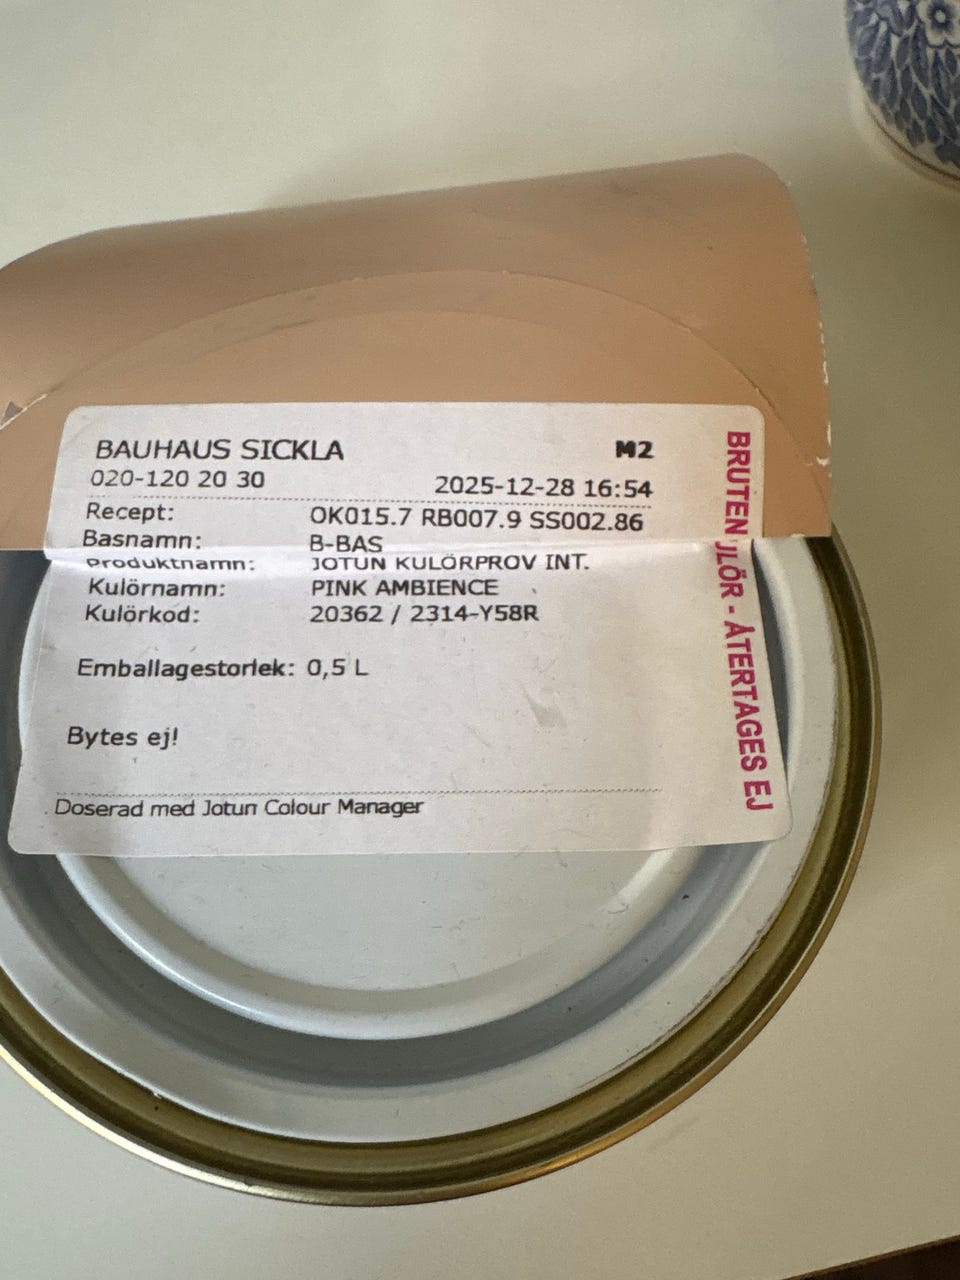 BAUHAUS SICKLA M2
020-120 20 30 2025-12-28 16:54
Recept: OK015.7 RB007.9 SS002.86
Basnamn: B-BAS
Produktnamn: JOTUN KULÖRPROV INT.
Kulörnamn: PINK AMBIENCE
Kulörkod: 20362 / 2314-Y58R
Emballagestorlek: 0,5 L
Bytes ej!
Doserad med Jotun Colour Manager
BRUTEN - ÅTERTAGES EJ